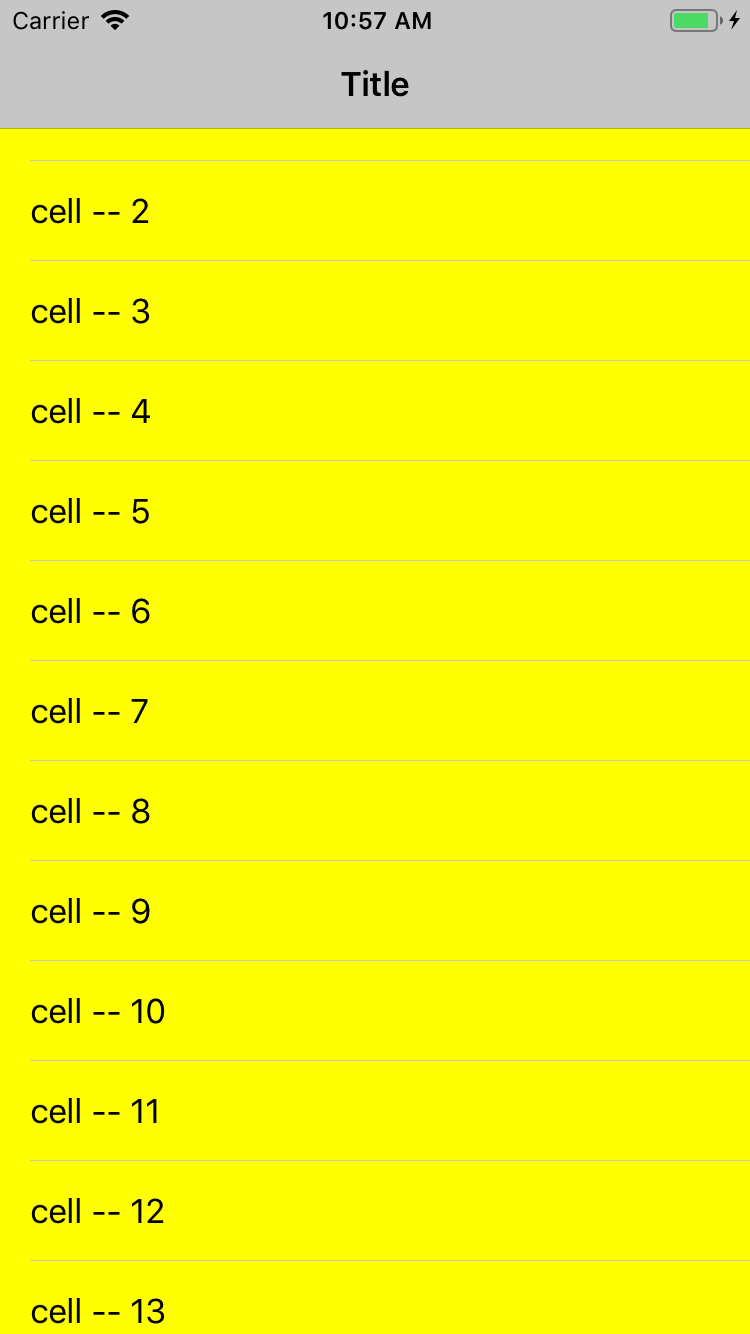 Carrier 10:57 AM
Title
cell -- 2
cell -- 3
cell -- 4
cell -- 5
cell -- 6
cell -- 7
cell -- 8
cell -- 9
cell -- 10
cell -- 11
cell -- 12
cell -- 13